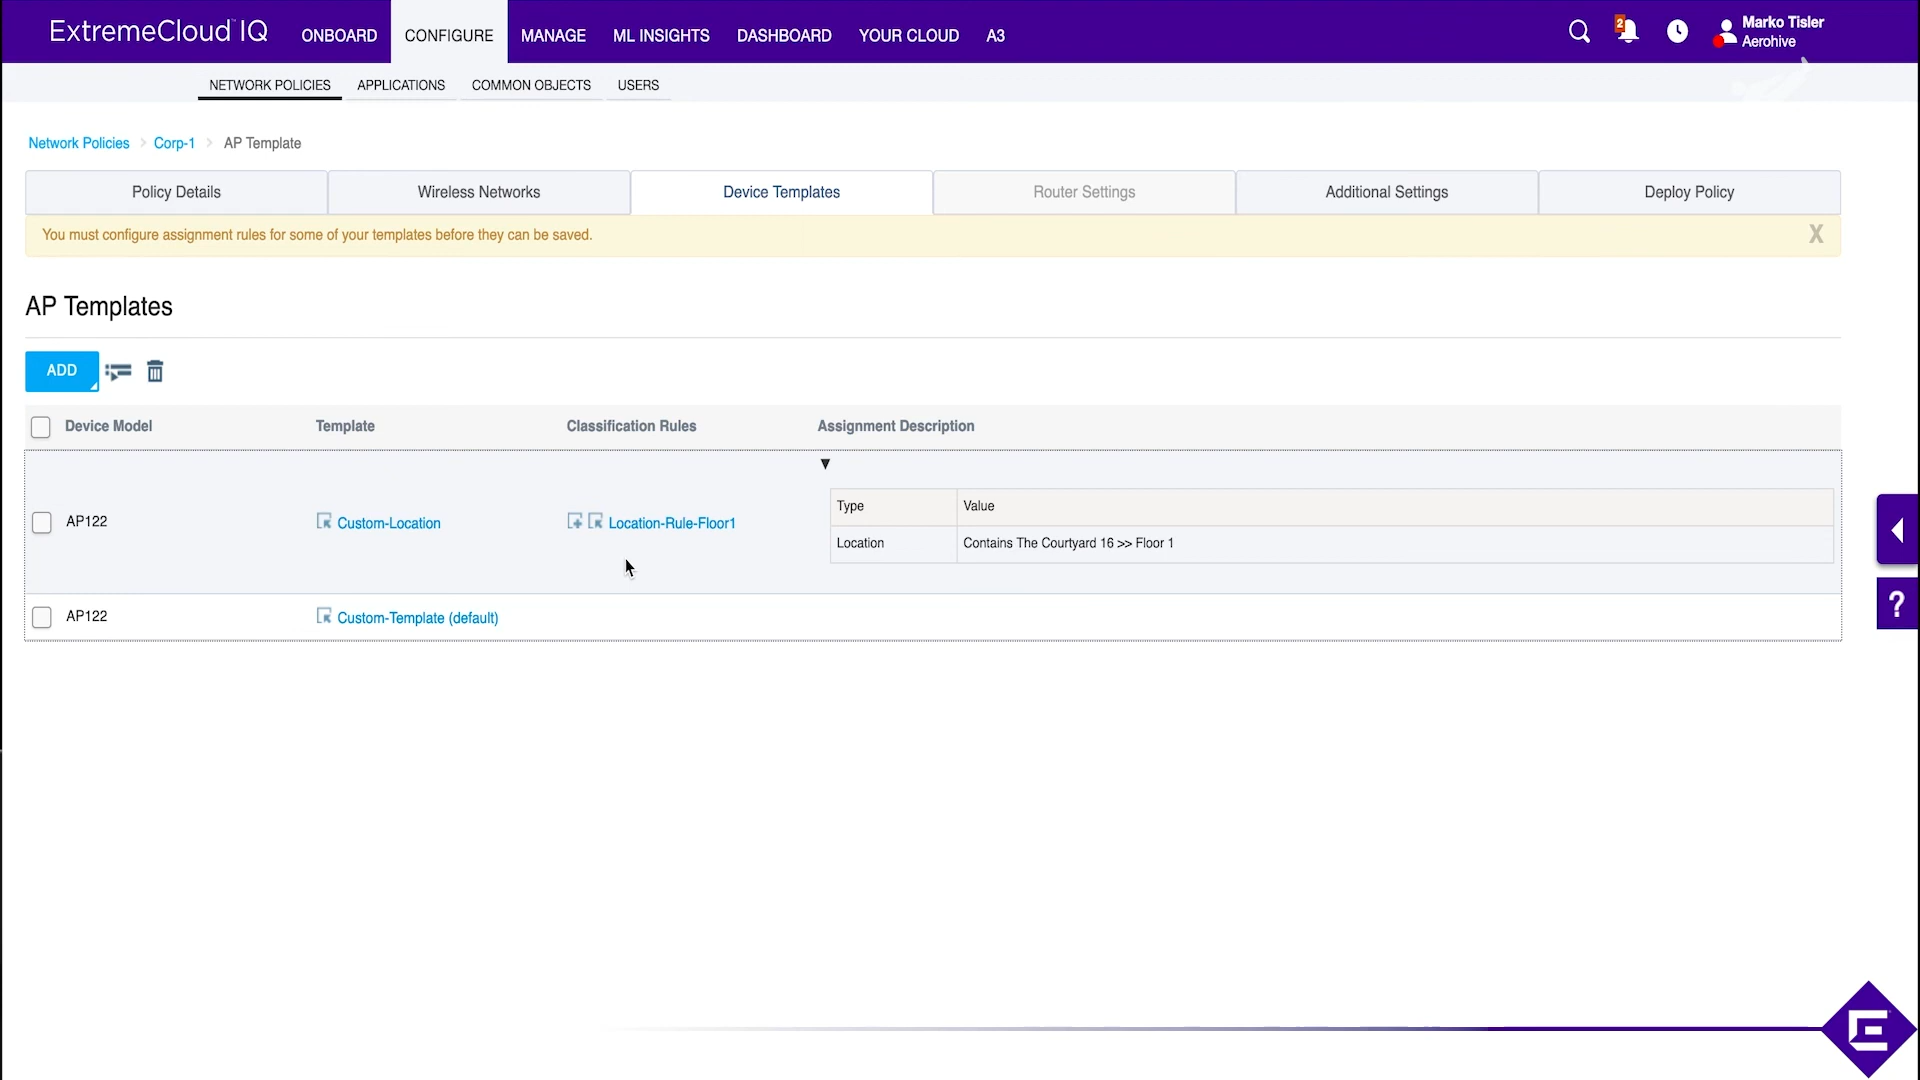 ExtremeCloud IQ
ONBOARD
CONFIGURE
MANAGE
ML INSIGHTS
DASHBOARD
YOUR CLOUD
A3
2
Marko Tisler
Aerohive
NETWORK POLICIES
APPLICATIONS
COMMON OBJECTS
USERS
Network Policies > Corp-1 > AP Template
Policy Details
Wireless Networks
Device Templates
Router Settings
Additional Settings
Deploy Policy
You must configure assignment rules for some of your templates before they can be saved.
X
AP Templates
ADD
Device Model
Template
Classification Rules
Assignment Description
AP122
Custom-Location
Location-Rule-Floor1
Type
Value
Location
Contains The Courtyard 16 >> Floor 1
AP122
Custom-Template (default)
?